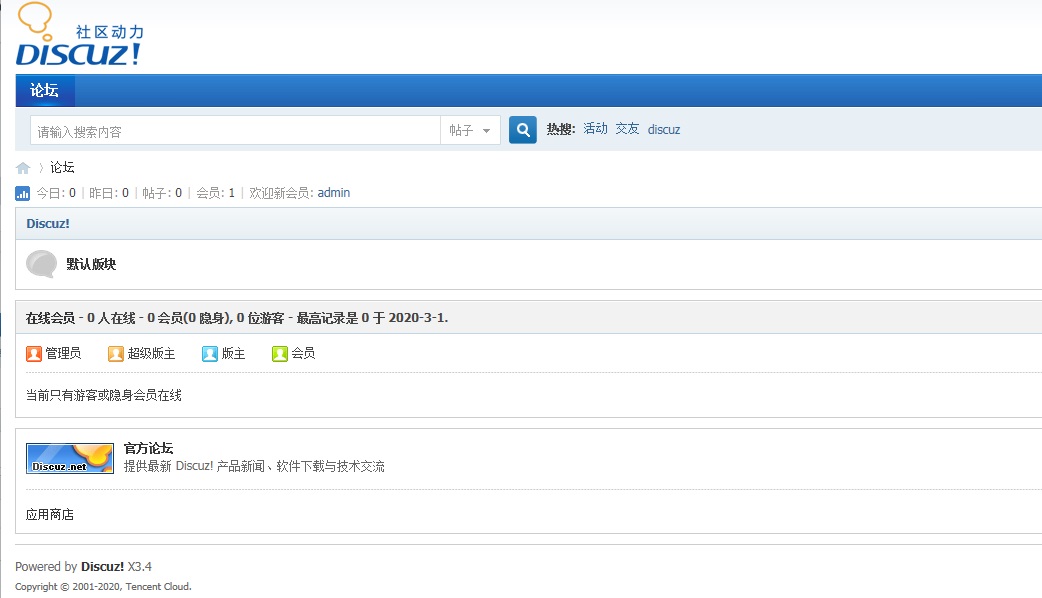 社区动力
DISCUZ!
论坛
请输入搜索内容 帖子 热搜: 活动 交友 discuz
论坛
今日: 0 | 昨日: 0 | 帖子: 0 | 会员: 1 | 欢迎新会员: admin
Discuz!
默认版块
在线会员 - 0 人在线 - 0 会员(0 隐身), 0 位游客 - 最高记录是 0 于 2020-3-1.
管理员 超级版主 版主 会员
当前只有游客或隐身会员在线
官方论坛
Discuz.net 提供最新 Discuz! 产品新闻、软件下载与技术交流
应用商店
Powered by Discuz! X3.4
Copyright © 2001-2020, Tencent Cloud.